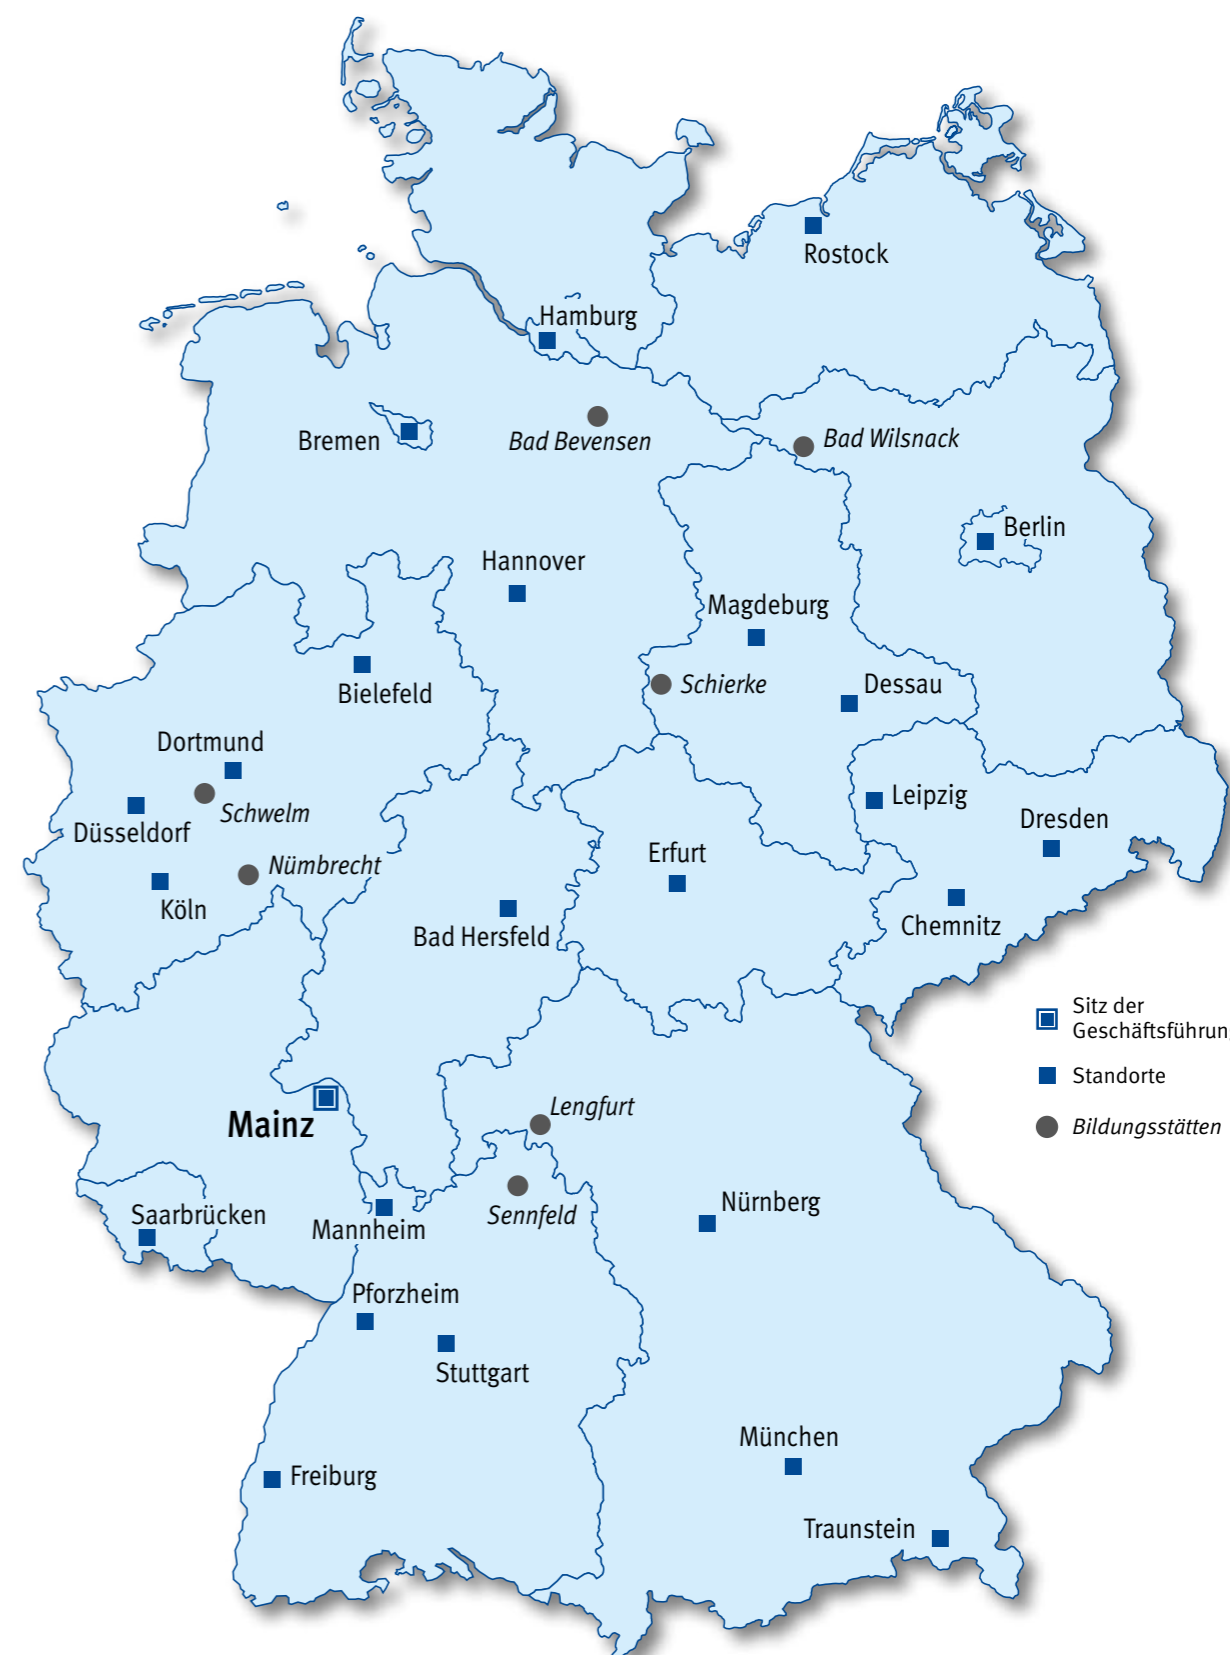 Rostock
Hamburg
Bremen
Bad Bevensen
Bad Wilsnack
Berlin
Hannover
Magdeburg
Bielefeld
Schierke
Dessau
Dortmund
Schwelm
Düsseldorf
Leipzig
Dresden
Nümbrecht
Köln
Erfurt
Bad Hersfeld
Chemnitz
Sitz der
Geschäftsführun
Standorte
Bildungsstätten
Mainz
Lengfurt
Saarbrücken
Mannheim
Sennfeld
Nürnberg
Pforzheim
Stuttgart
Freiburg
München
Traunstein